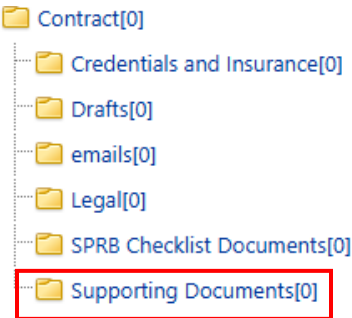 Contract[0]
Credentials and Insurance[0]
Drafts[0]
emails[0]
Legal[0]
SPRB Checklist Documents[0]
Supporting Documents[0]